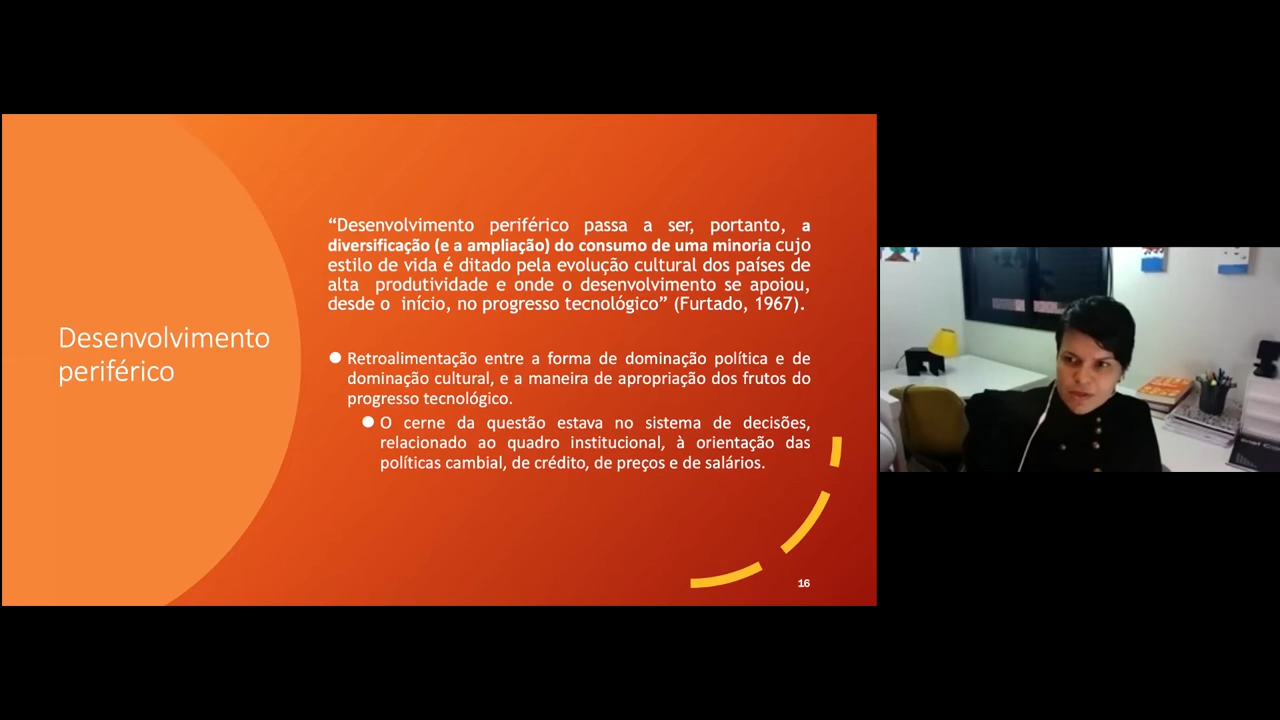 Desenvolvimento
periférico
“Desenvolvimento periférico passa a ser, portanto, a
diversificação (e a ampliação) do consumo de uma minoria cujo
estilo de vida é ditado pela evolução cultural dos países de
alta produtividade e onde o desenvolvimento se apoiou,
desde o início, no progresso tecnológico” (Furtado, 1967).
Retroalimentação entre a forma de dominação política e de
dominação cultural, e a maneira de apropriação dos frutos do
progresso tecnológico.
O cerne da questão estava no sistema de decisões,
relacionado ao quadro institucional, à orientação das
políticas cambial, de crédito, de preços e de salários.
16